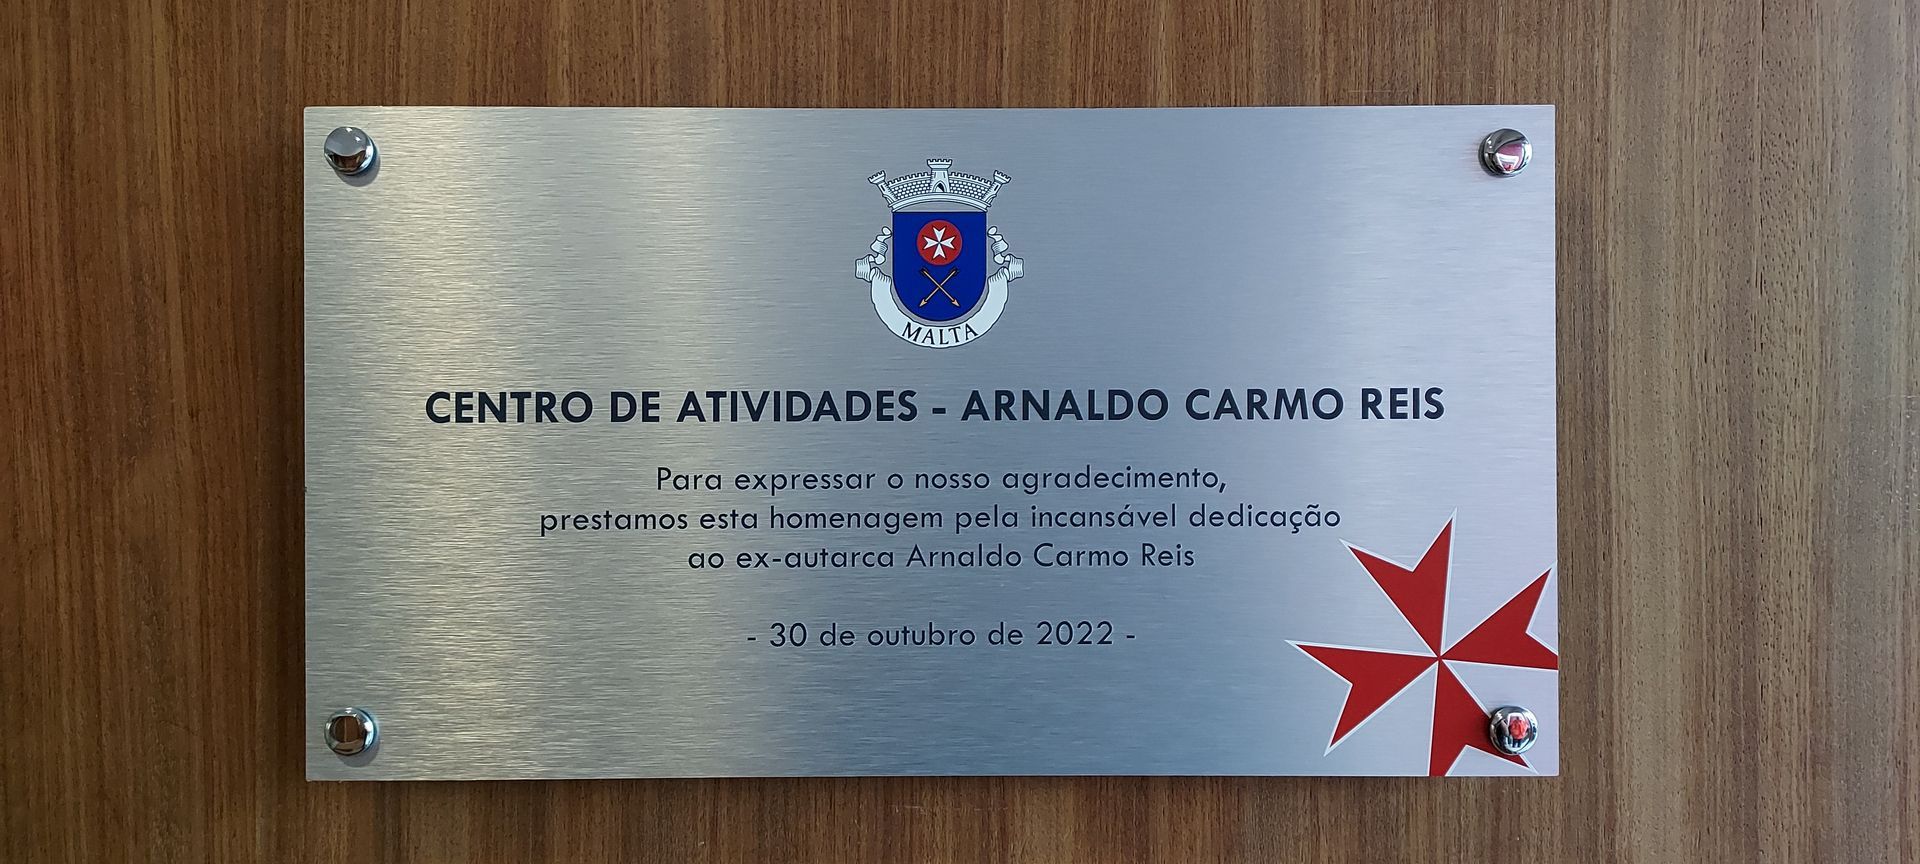 MALTA
CENTRO DE ATIVIDADES - ARNALDO CARMO REIS
Para expressar o nosso agradecimento,
prestamos esta homenagem pela incansável dedicação
ao ex-autarca Arnaldo Carmo Reis
- 30 de outubro de 2022 -